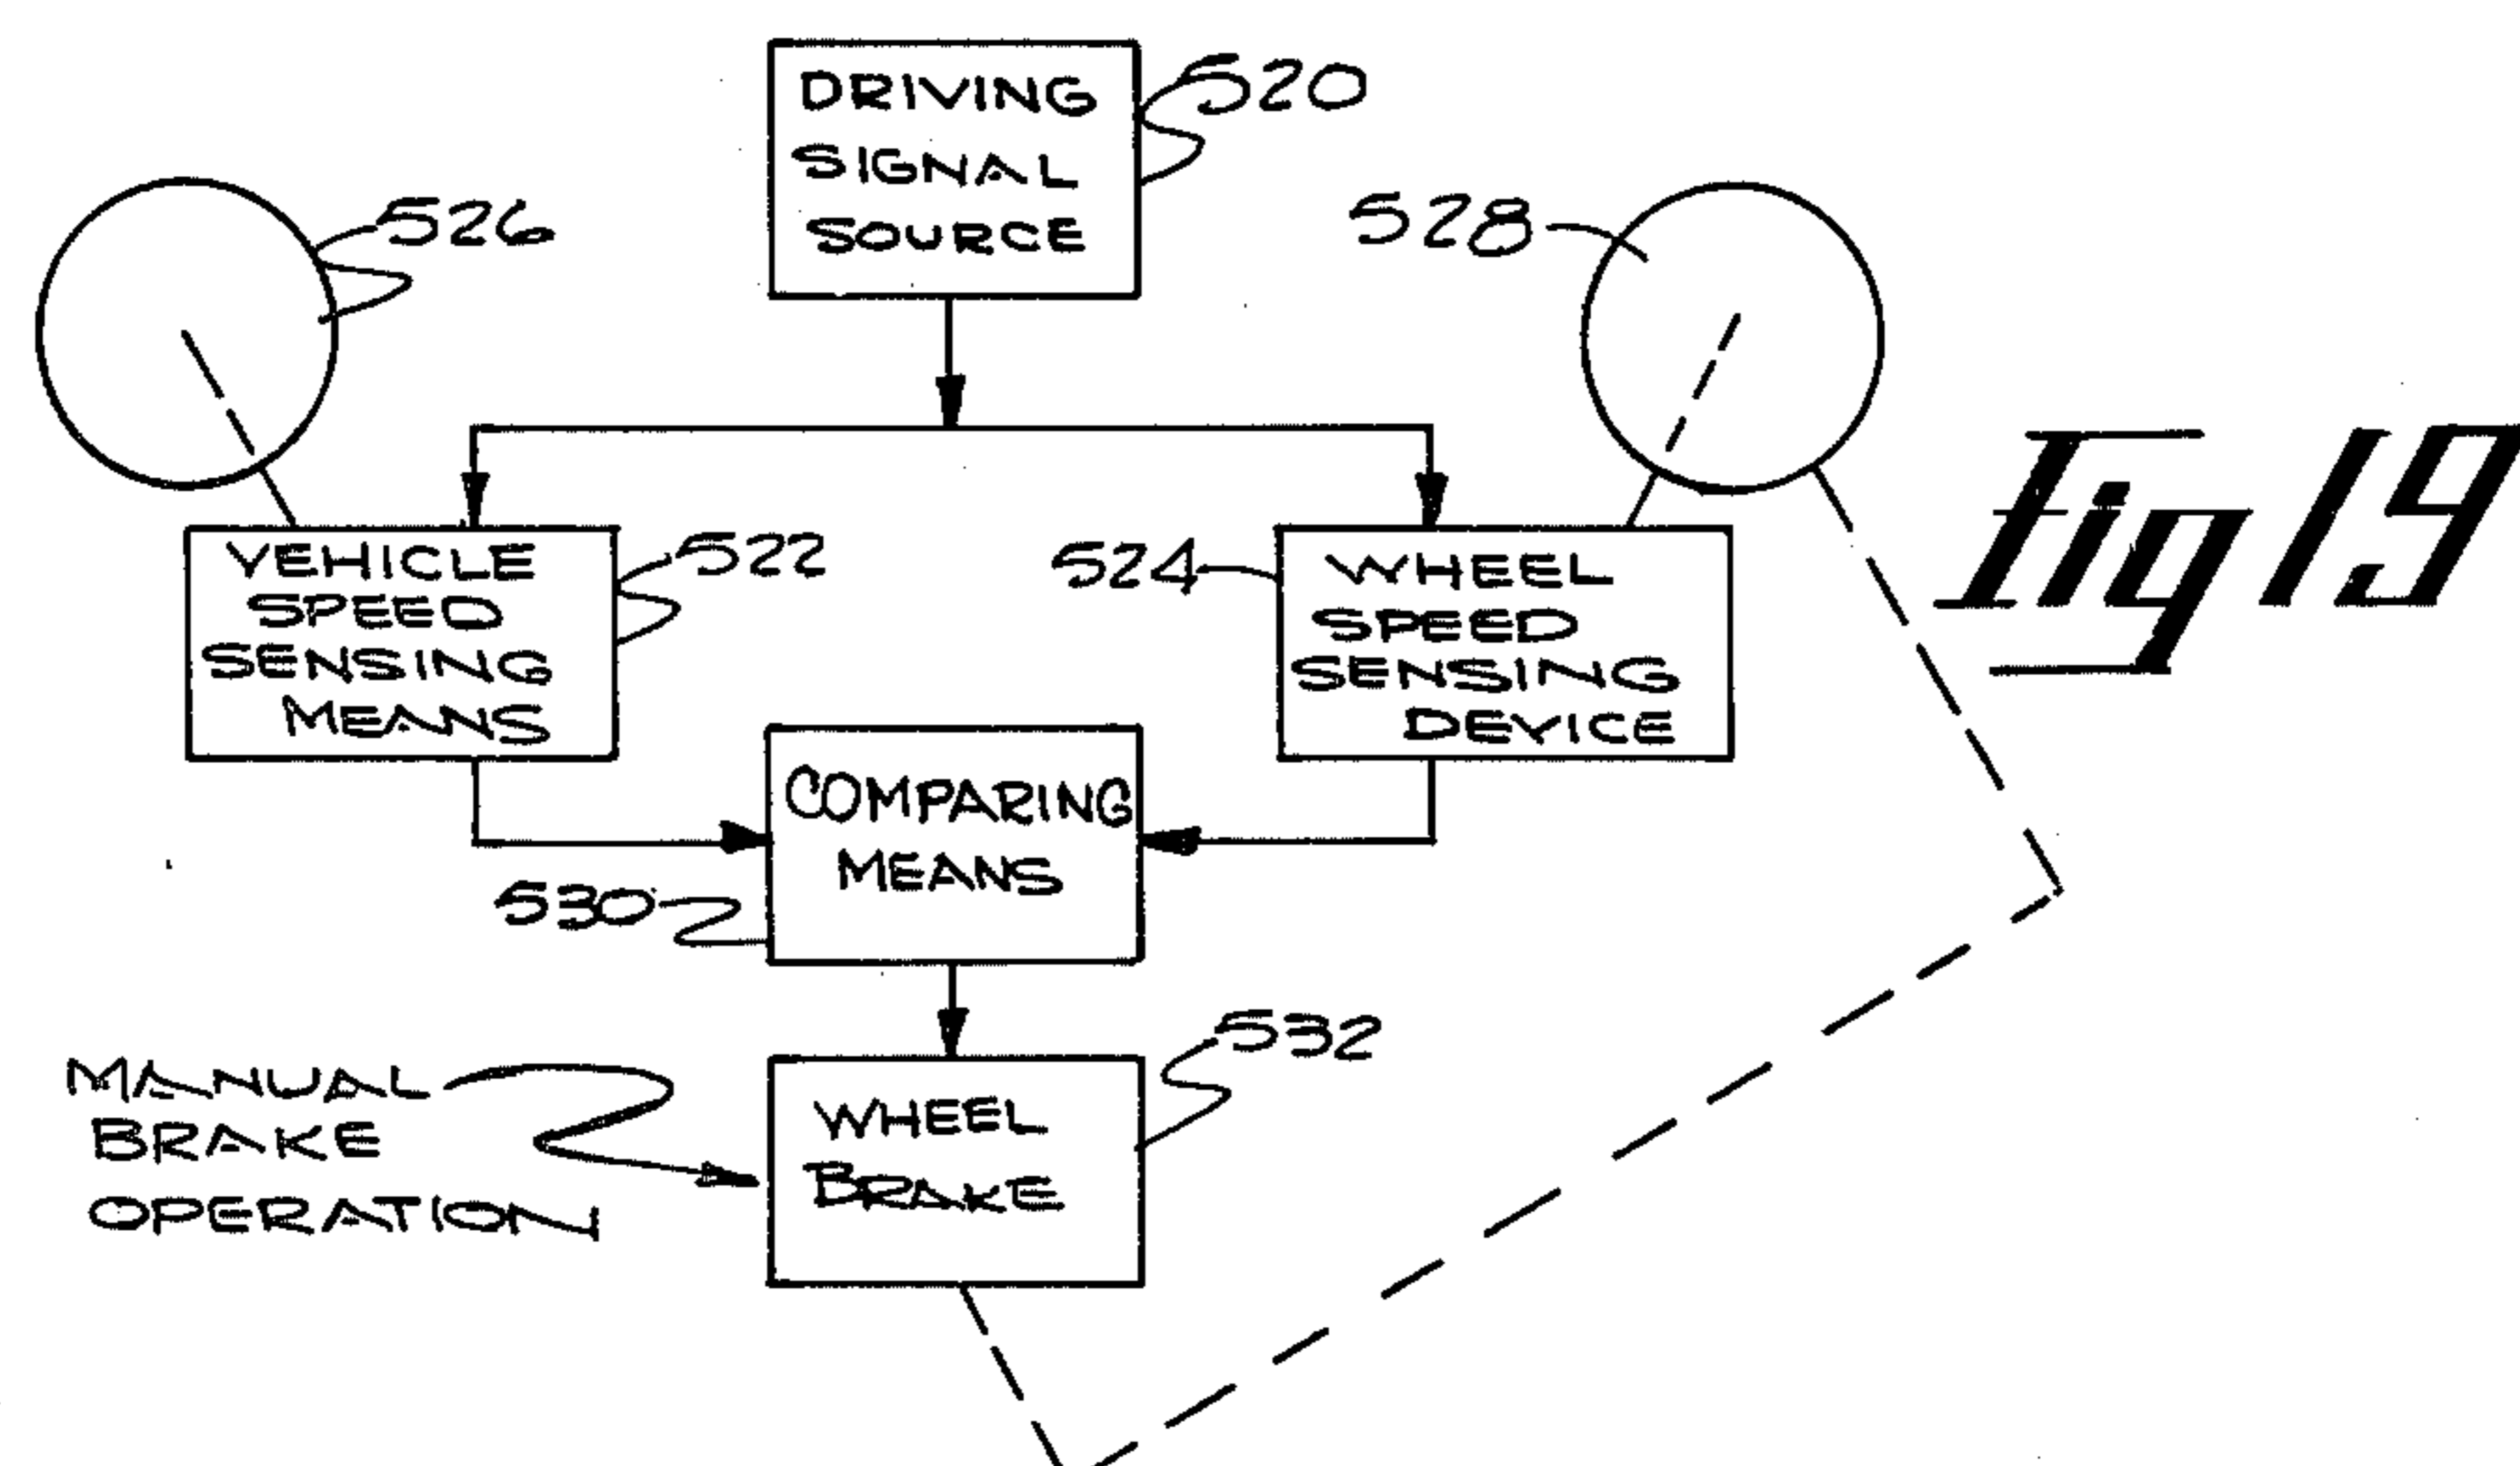 DRIVING
SIGNAL
SOURCE
520
526
528
VEHICLE
SPEED
SENSING
MEANS
522
524
WHEEL
SPEED
SENSING
DEVICE
Fig 19
COMPARING
MEANS
530
MANUAL
BRAKE
OPERATION
WHEEL
BRAKE
532